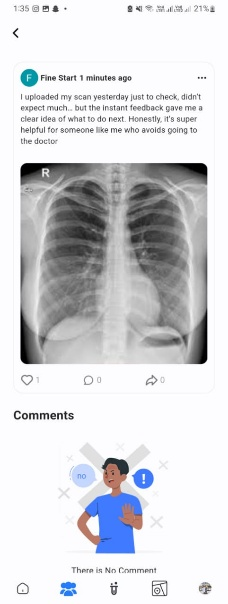 1:35
21%
Fine Start 1 minutes ago
I uploaded my scan yesterday just to check, didn't
expect much... but the instant feedback gave me a
clear idea of what to do next. Honestly, it's super
helpful for someone like me who avoids going to
the doctor
R
1
0
0
Comments
no
!
There is No Comment